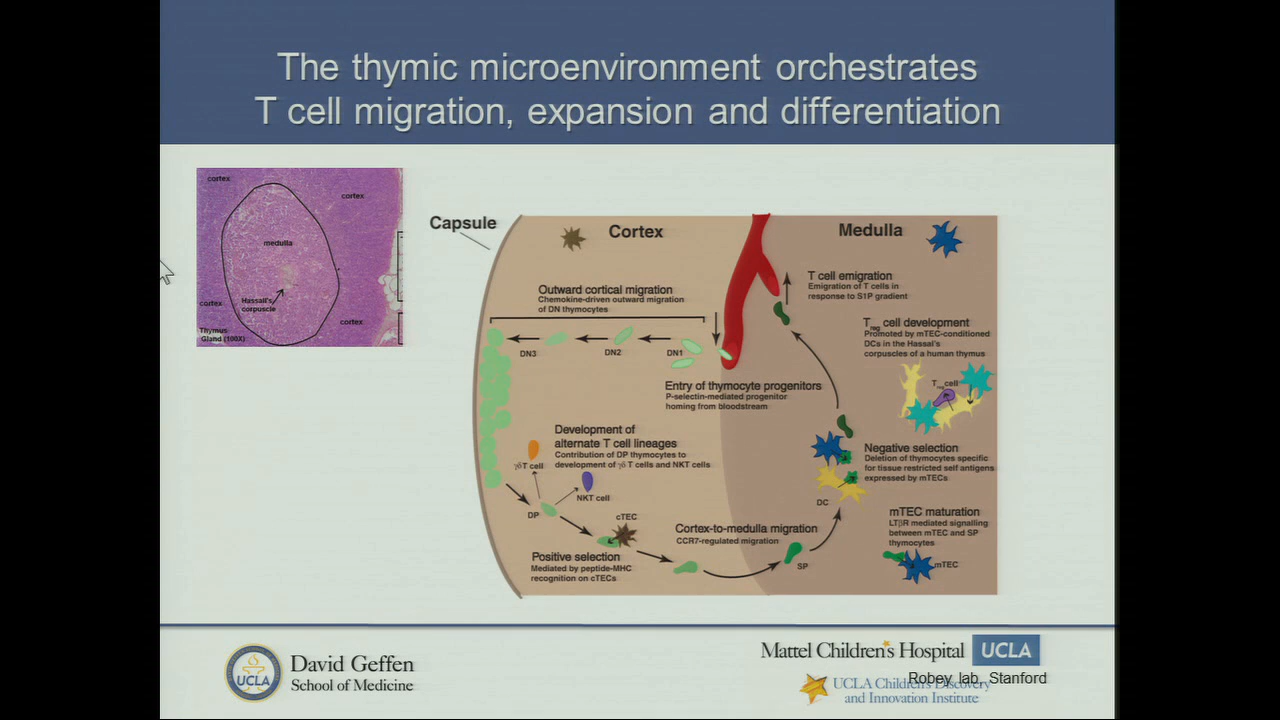 The thymic microenvironment orchestrates
T cell migration, expansion and differentiation
cortex
cortex
medulla
cortex
Hassall's
corpuscle
cortex
Thymus
Gland (100X)
Capsule
Cortex
Medulla
Outward cortical migration
Chemokine-driven outward migration
of DN thymocytes
DN3
DN2
DN1
T cell emigration
Emigration of T cells in
response to S1P gradient
Treg cell development
Promoted by mTEC-conditioned
DCs in the Hassal's
corpuscles of a human thymus
Treg cell
Entry of thymocyte progenitors
P-selectin-mediated progenitor
homing from bloodstream
Development of
alternate T cell lineages
Contribution of DP thymocytes to
development of γδ T cells and NKT cells
γδ T cell
NKT cell
DP
cTEC
Positive selection
Mediated by peptide-MHC
recognition on cTECs
Cortex-to-medulla migration
CCR7-regulated migration
SP
DC
Negative selection
Deletion of thymocytes specific
for tissue restricted self antigens
expressed by mTECs
mTEC maturation
LTβR mediated signalling
between mTEC and SP
thymocytes
mTEC
UCLA
David Geffen
School of Medicine
Mattel Children's Hospital UCLA
Robey lab, Stanford
UCLA Children's Discovery
and Innovation Institute